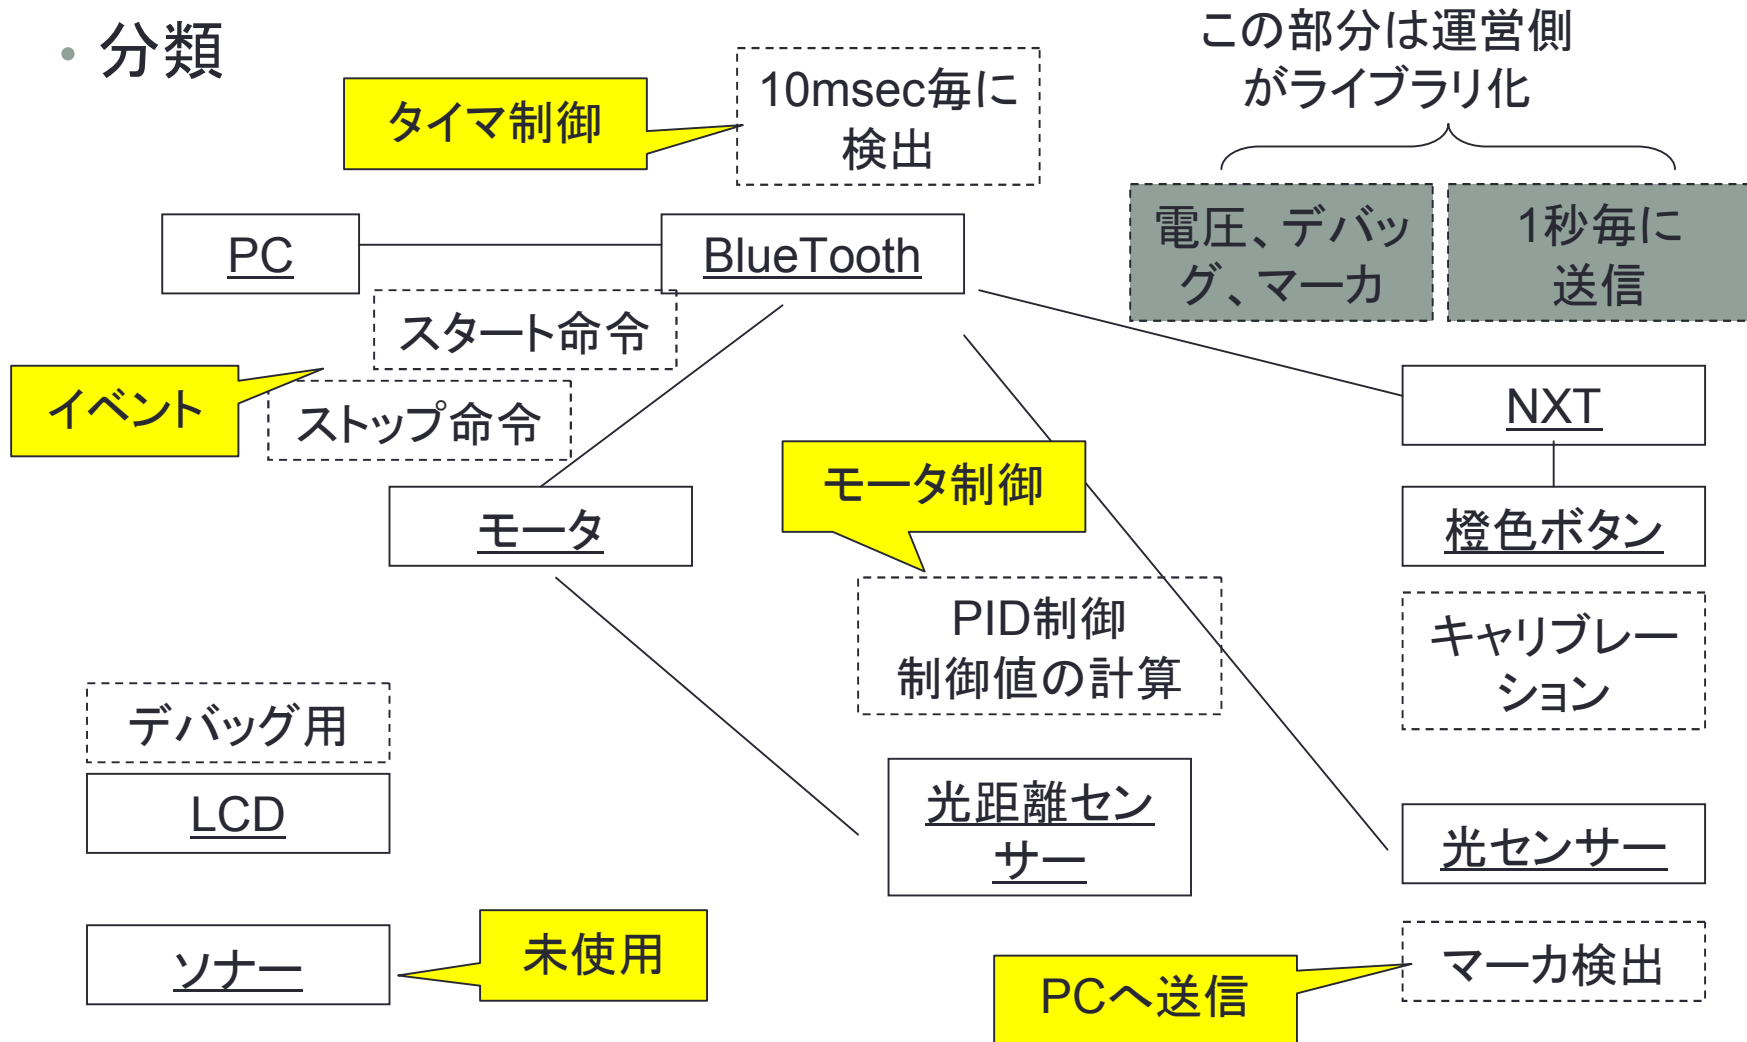 • 分類
この部分は運営側
がライブラリ化
タイマ制御
10msec毎に
検出
電圧、デバッ
グ、マーカ
1秒毎に
送信
PC
BlueTooth
スタート命令
イベント
ストップ命令
NXT
モータ制御
モータ
橙色ボタン
PID制御
制御値の計算
キャリブレー
ション
デバッグ用
LCD
光距離セン
サー
光センサー
ソナー
未使用
マーカ検出
PCへ送信